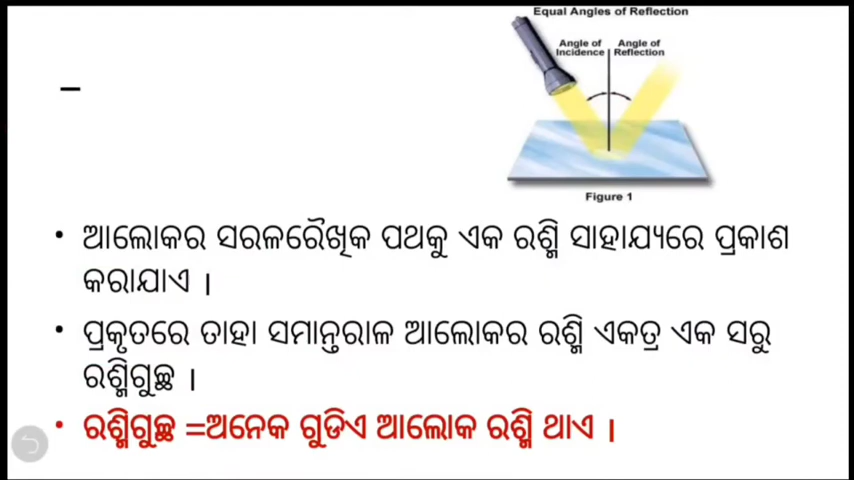 Equal Angles of Reflection
Angle of Incidence
Angle of Reflection
Figure 1
–
• ଆଲୋକର ସରଳରୈଖିକ ପଥକୁ ଏକ ରଶ୍ମି ସାହାଯ୍ୟରେ ପ୍ରକାଶ
କରାଯାଏ ।
• ପ୍ରକୃତରେ ତାହା ସମାନ୍ତରାଳ ଆଲୋକର ରଶ୍ମି ଏକତ୍ର ଏକ ସରୁ
ରଶ୍ମିଗୁଚ୍ଛ ।
• ରଶ୍ମିଗୁଚ୍ଛ =ଅନେକ ଗୁଡିଏ ଆଲୋକ ରଶ୍ମି ଥାଏ ।